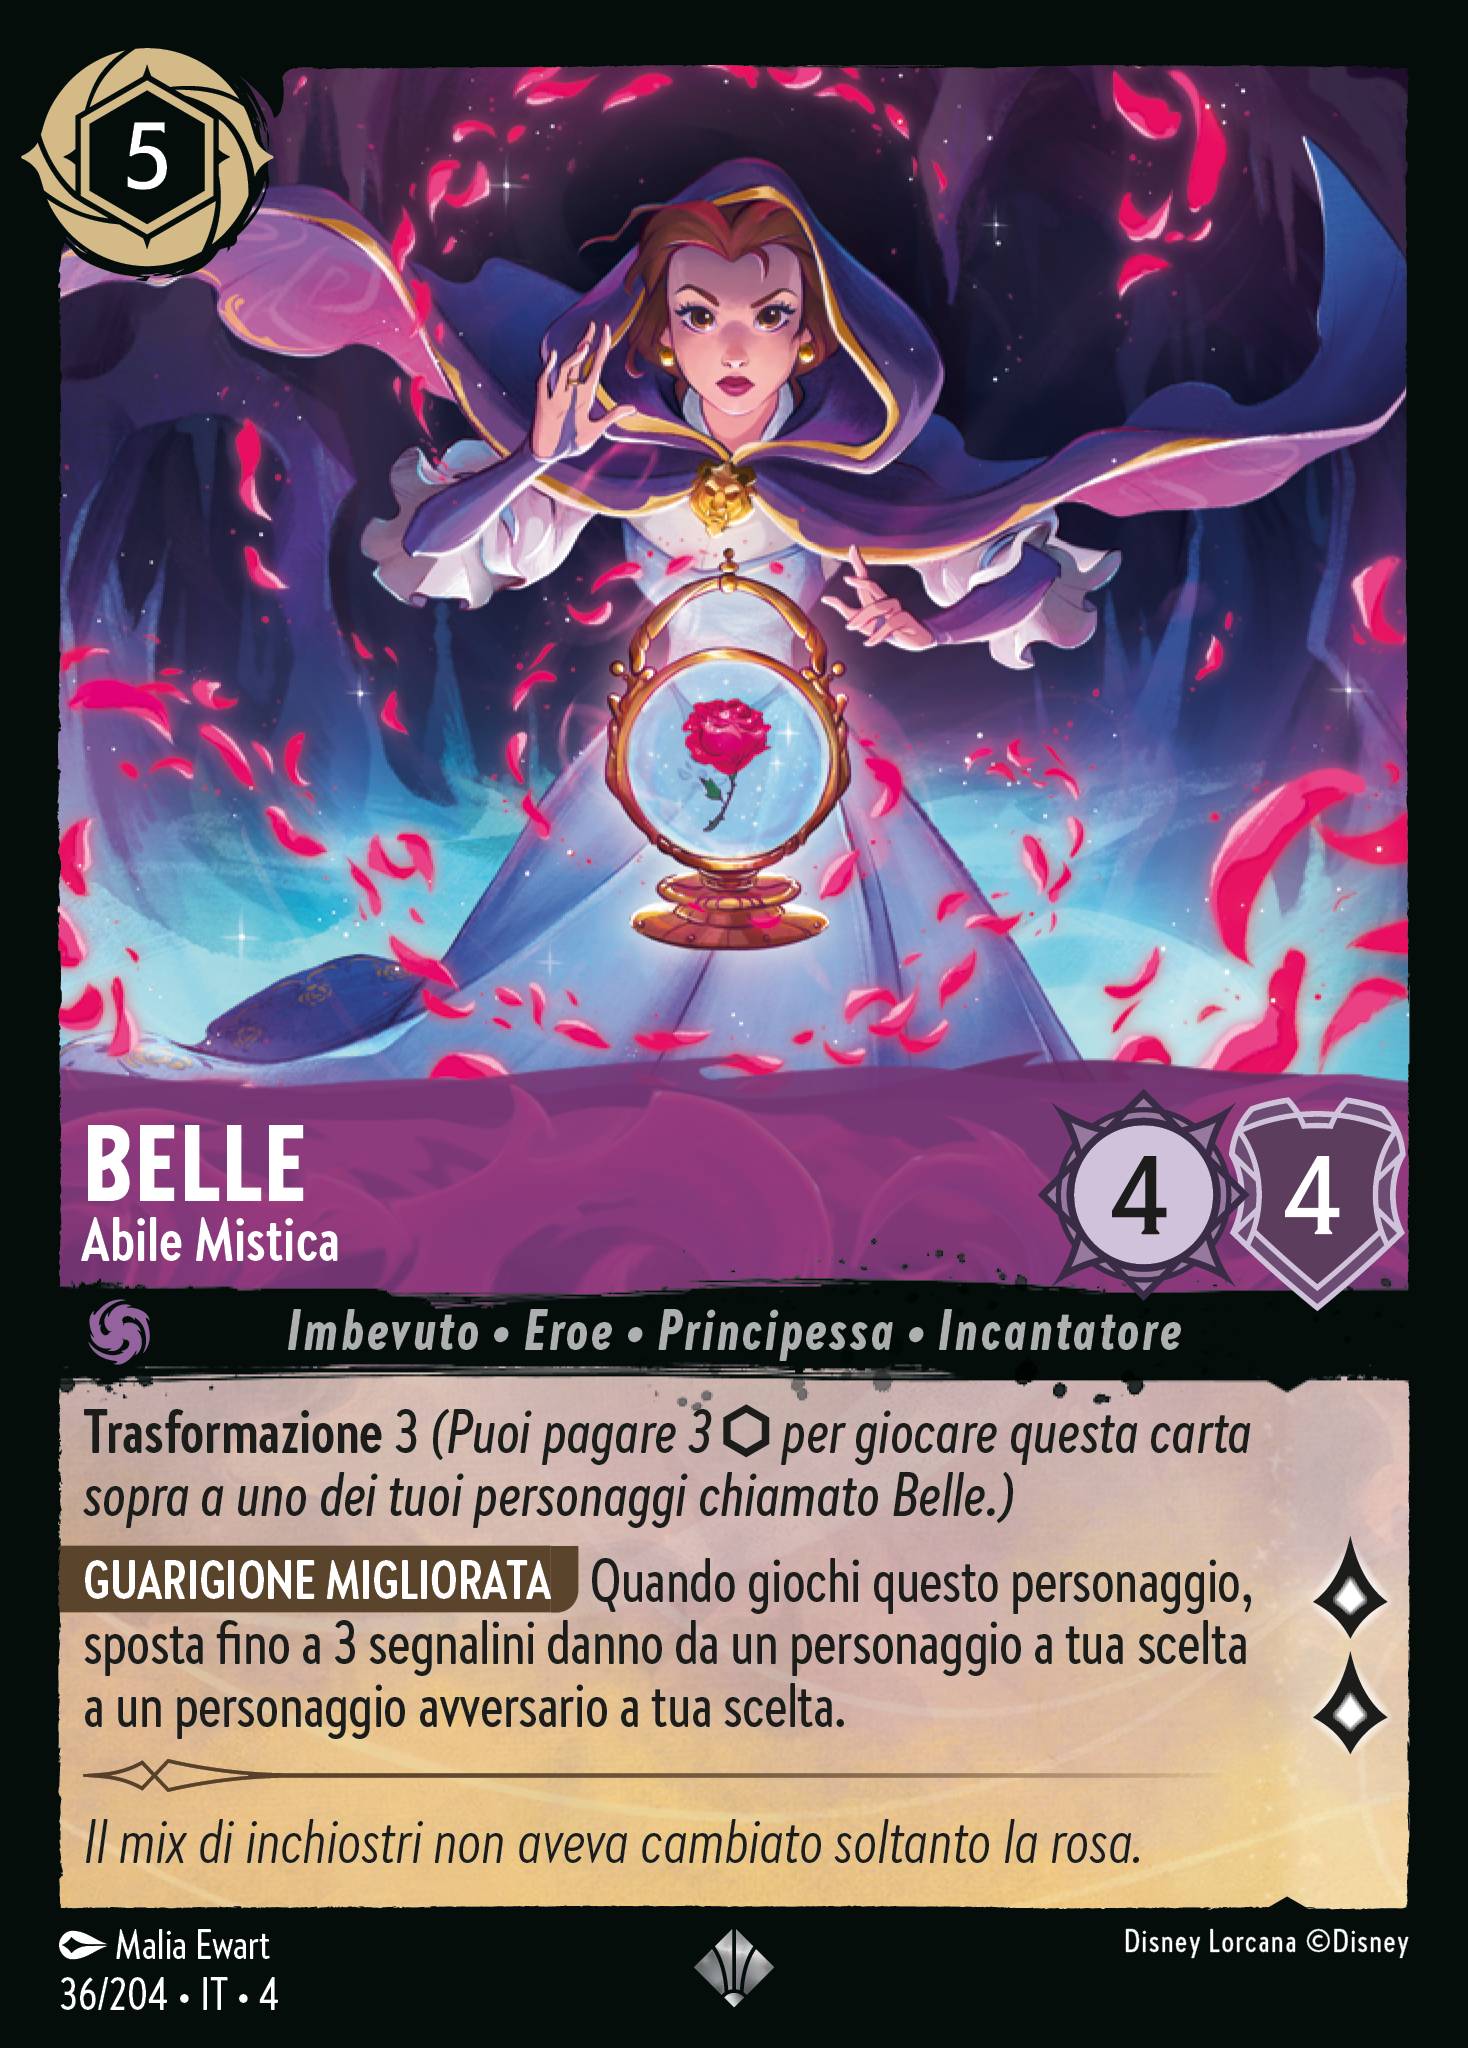 5
BELLE
Abile Mistica
4
4
Imbevuto • Eroe • Principessa • Incantatore
Trasformazione 3 (Puoi pagare 3 ⬡ per giocare questa carta
sopra a uno dei tuoi personaggi chiamato Belle.)
GUARIGIONE MIGLIORATA Quando giochi questo personaggio,
sposta fino a 3 segnalini danno da un personaggio a tua scelta
a un personaggio avversario a tua scelta.
Il mix di inchiostri non aveva cambiato soltanto la rosa.
Malia Ewart
Disney Lorcana ©Disney
36/204 • IT • 4